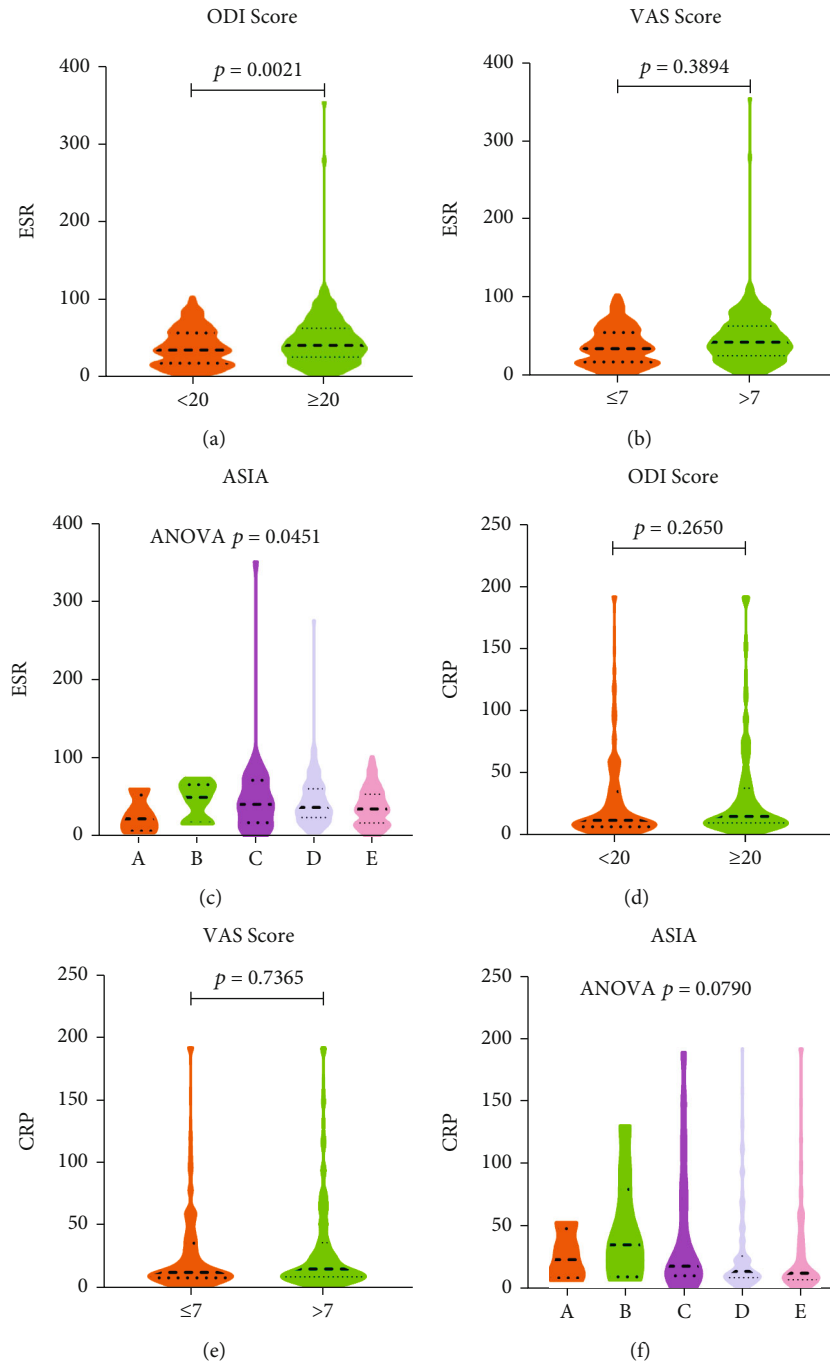 ODI Score
400
300
200
100
0
ESR
p = 0.0021
<20 ≥20
(a)
VAS Score
400
300
200
100
0
ESR
p = 0.3894
≤7 >7
(b)
ASIA
400
300
200
100
0
ESR
ANOVA p = 0.0451
A B C D E
(c)
ODI Score
250
200
150
100
50
0
CRP
p = 0.2650
<20 ≥20
(d)
VAS Score
250
200
150
100
50
0
CRP
p = 0.7365
≤7 >7
(e)
ASIA
250
200
150
100
50
0
CRP
ANOVA p = 0.0790
A B C D E
(f)